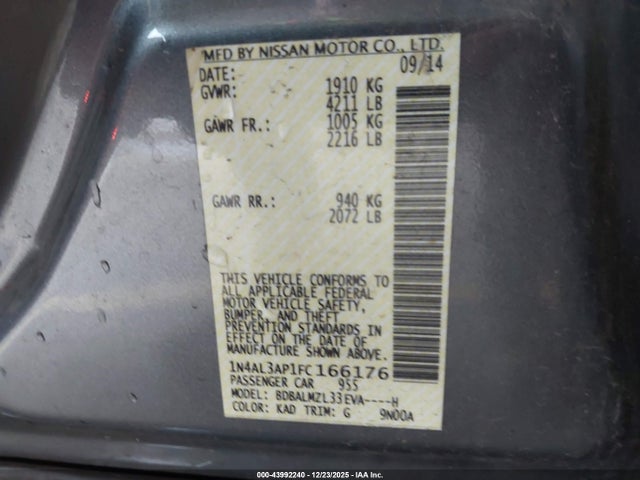 MFD BY NISSAN MOTOR CO., LTD.
DATE: 09/14
GVWR: 1910 KG
4211 LB
GAWR FR.: 1005 KG
2216 LB
GAWR RR.: 940 KG
2072 LB
THIS VEHICLE CONFORMS TO
ALL APPLICABLE FEDERAL
MOTOR VEHICLE SAFETY,
BUMPER, AND THEFT
PREVENTION STANDARDS IN
EFFECT ON THE DATE OF
MANUFACTURE SHOWN ABOVE.
1N4AL3AP1FC166176
PASSENGER CAR 955
MODEL: BDBALMZL33EVA----H
COLOR: KAD TRIM: G 9N00A
000-43992240 - 12/23/2025 - IAA Inc.